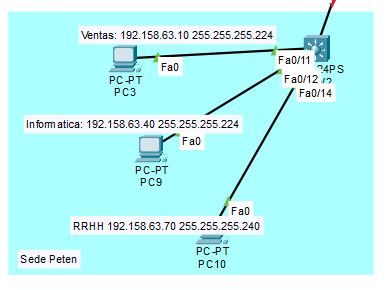 Ventas: 192.158.63.10 255.255.255.224
Fa0/11
24PS
Fa0
PC-PT
PC3
Fa0/12
Fa0/14
Informatica: 192.158.63.40 255.255.255.224
Fa0
PC-PT
PC9
Fa0
RRHH 192.158.63.70 255.255.255.240
PC-PT
PC10
Sede Peten